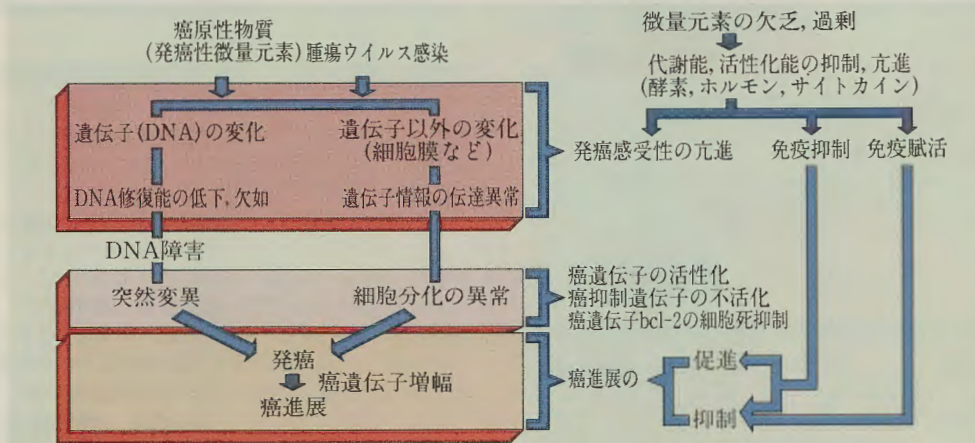 癌原性物質
(発癌性微量元素)腫瘍ウイルス感染
遺伝子(DNA)の変化
遺伝子以外の変化
(細胞膜など)
DNA修復能の低下, 欠如
遺伝子情報の伝達異常
DNA障害
突然変異
細胞分化の異常
発癌
癌遺伝子増幅
癌進展
微量元素の欠乏, 過剰
代謝能, 活性化能の抑制, 亢進
(酵素, ホルモン, サイトカイン)
発癌感受性の亢進
免疫抑制
免疫賦活
癌遺伝子の活性化
癌抑制遺伝子の不活化
癌遺伝子bcl-2の細胞死抑制
癌進展の
促進
抑制